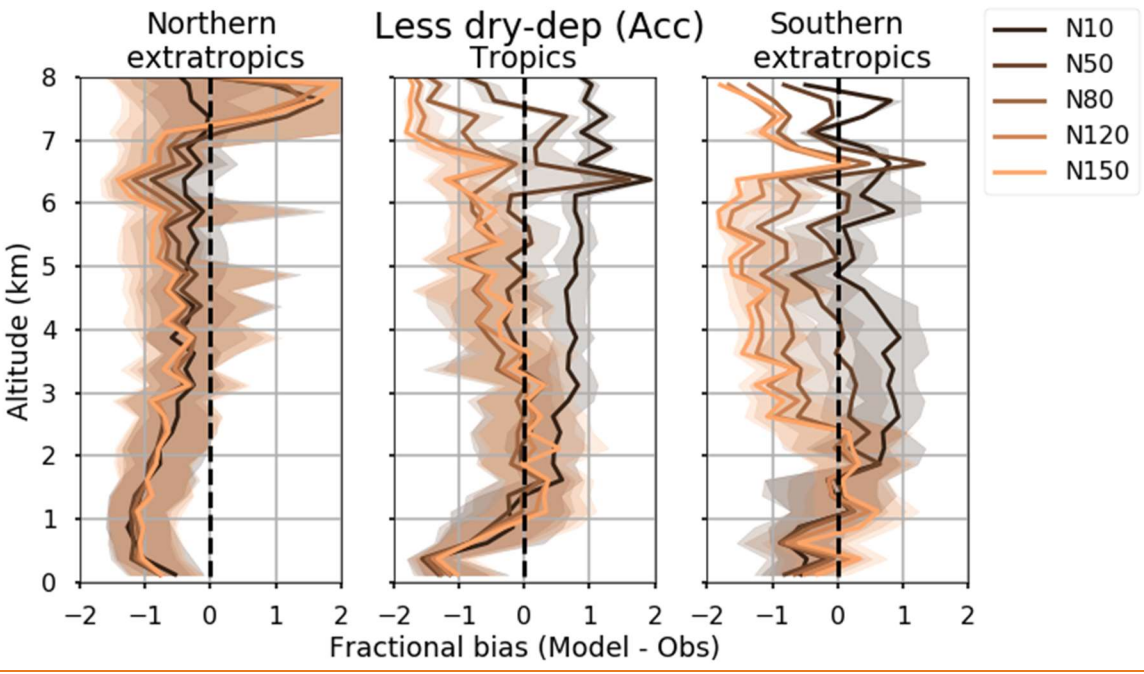 Less dry-dep (Acc)
Northern
extratropics
Tropics
Southern
extratropics
N10
N50
N80
N120
N150
Altitude (km)
8
7
6
5
4
3
2
1
0
−2 −1 0 1 2
−2 −1 0 1 2
−2 −1 0 1 2
Fractional bias (Model - Obs)